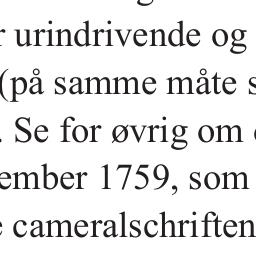 r urindrivende og
(på samme måte s
. Se for øvrig om
ember 1759, som
e cameralschriften